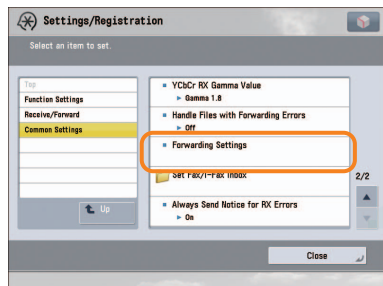 Settings/Registration
Select an item to set.
Top
Function Settings
Receive/Forward
Common Settings
Up
YCbCr RX Gamma Value
Gamma 1.8
Handle Files with Forwarding Errors
Off
Forwarding Settings
Set Fax/I-Fax Inbox
Always Send Notice for RX Errors
On
2/2
Close